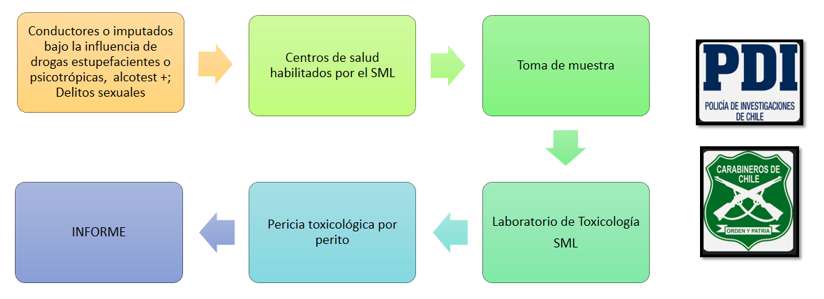 Conductores o imputados
bajo la influencia de
drogas estupefacientes o
psicotrópicas,  alcotest +;
Delitos sexuales
Centros de salud
habilitados por el SML
Toma de muestra
PDI
POLICÍA DE INVESTIGACIONES
DE CHILE
CARABINEROS DE
CHILE
ORDEN Y PATRIA
INFORME
Pericia toxicológica por
perito
Laboratorio de Toxicología
SML